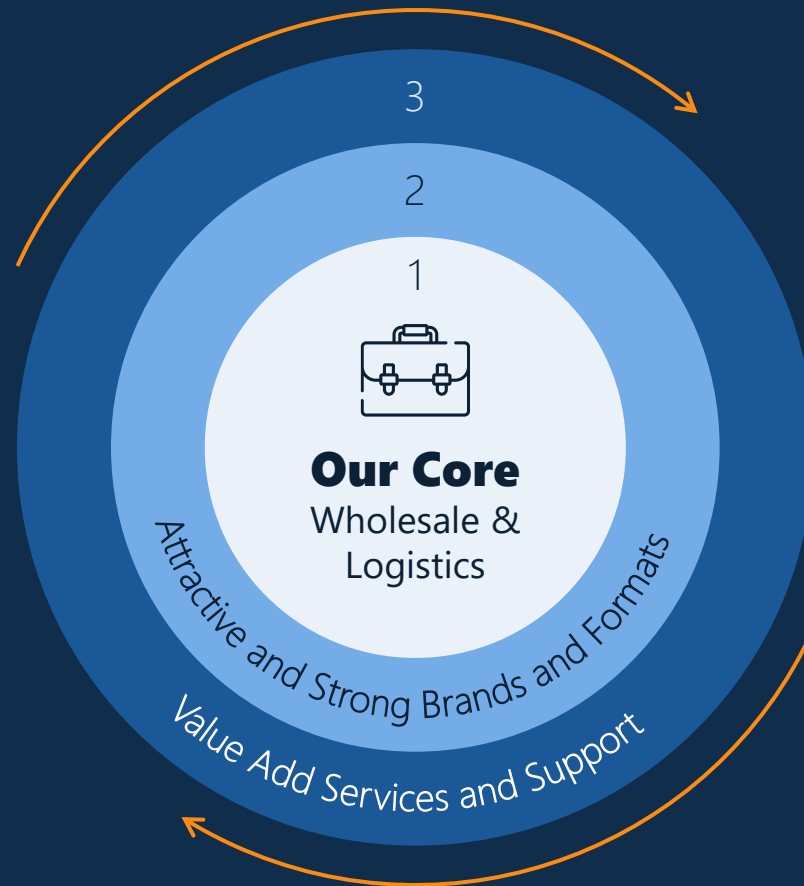 3
2
1
Our Core
Wholesale &
Logistics
Attractive and Strong Brands and Formats
Value Add Services and Support